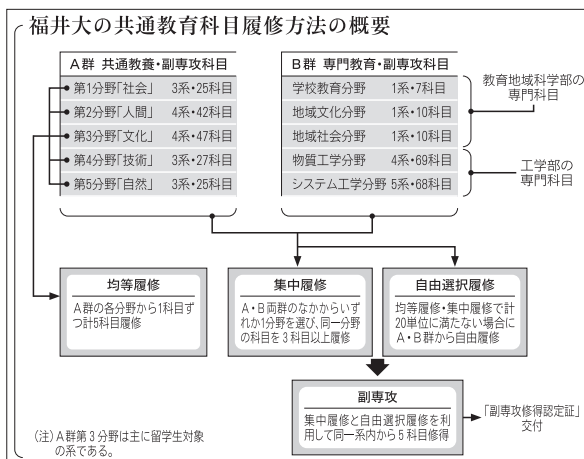 福井大の共通教育科目履修方法の概要
A群 共通教養・副専攻科目
第1分野「社会」 3系・25科目
第2分野「人間」 4系・42科目
第3分野「文化」 4系・47科目
第4分野「技術」 3系・27科目
第5分野「自然」 3系・25科目
B群 専門教育・副専攻科目
学校教育分野 1系・7科目
地域文化分野 1系・10科目
地域社会分野 1系・10科目
物質工学分野 4系・69科目
システム工学分野 5系・68科目
教育地域科学部の
専門科目
工学部の
専門科目
均等履修
A群の各分野から1科目ず
つ計5科目履修
集中履修
A・B両群のなかからいず
れか1分野を選び、同一分野
の科目を3科目以上履修
自由選択履修
均等履修・集中履修で計
20単位に満たない場合に
A・B群から自由履修
副専攻
集中履修と自由選択履修を利
用して同一系内から5科目修得
「副専攻修得認定証」
交付
(注)A群第3分野は主に留学生対象
の系である。